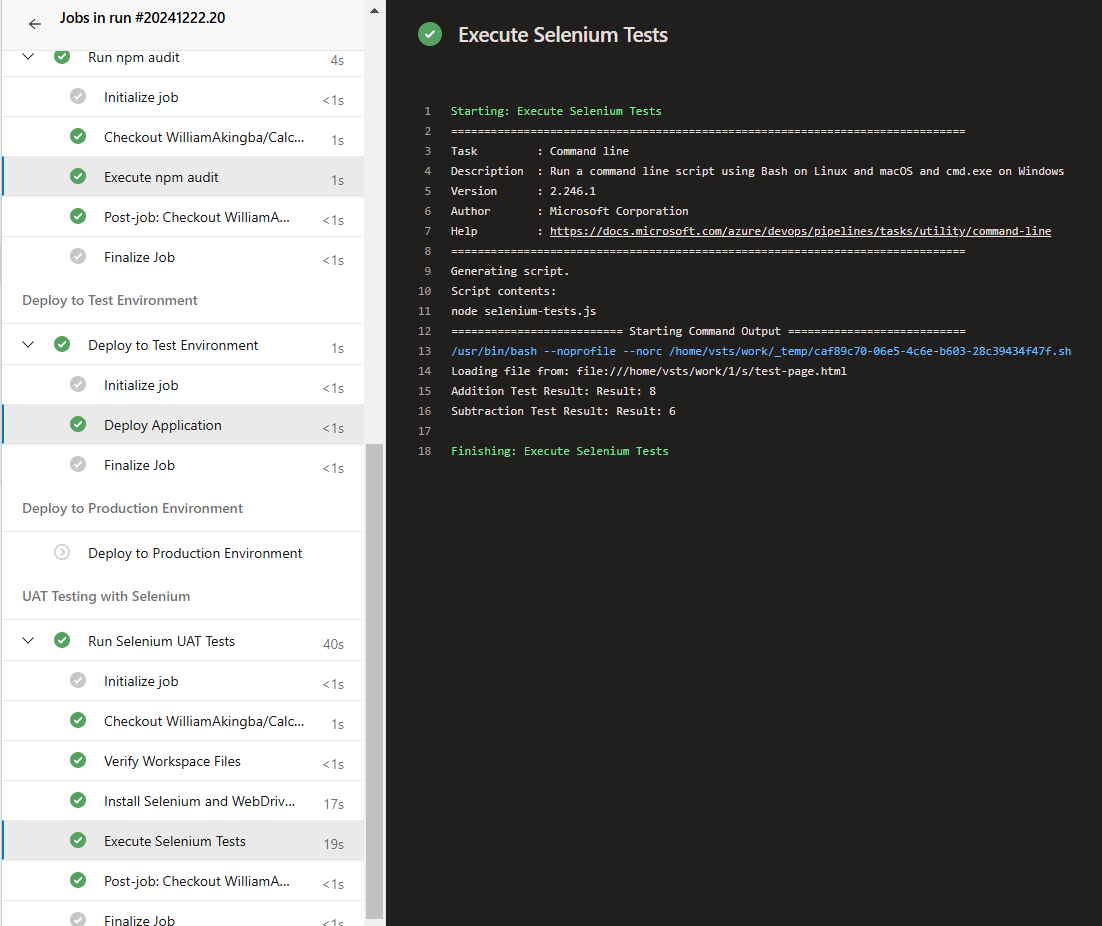 Jobs in run #20241222.20
Run npm audit 4s
Initialize job <1s
Checkout WilliamAkingba/Calc... 1s
Execute npm audit 1s
Post-job: Checkout WilliamA... <1s
Finalize Job <1s
Deploy to Test Environment
Deploy to Test Environment 1s
Initialize job <1s
Deploy Application <1s
Finalize Job <1s
Deploy to Production Environment
Deploy to Production Environment
UAT Testing with Selenium
Run Selenium UAT Tests 40s
Initialize job <1s
Checkout WilliamAkingba/Calc... 1s
Verify Workspace Files <1s
Install Selenium and WebDriv... 17s
Execute Selenium Tests 19s
Post-job: Checkout WilliamA... <1s
Finalize Job <1s
Execute Selenium Tests
1 Starting: Execute Selenium Tests
2 ==============================================================================
3 Task         : Command line
4 Description  : Run a command line script using Bash on Linux and macOS and cmd.exe on Windows
5 Version      : 2.246.1
6 Author       : Microsoft Corporation
7 Help         : https://docs.microsoft.com/azure/devops/pipelines/tasks/utility/command-line
8 ==============================================================================
9 Generating script.
10 Script contents:
11 node selenium-tests.js
12 ========================== Starting Command Output ===========================
13 /usr/bin/bash --noprofile --norc /home/vsts/work/_temp/caf89c70-06e5-4c6e-b603-28c39434f47f.sh
14 Loading file from: file:///home/vsts/work/1/s/test-page.html
15 Addition Test Result: Result: 8
16 Subtraction Test Result: Result: 6
17
18 Finishing: Execute Selenium Tests